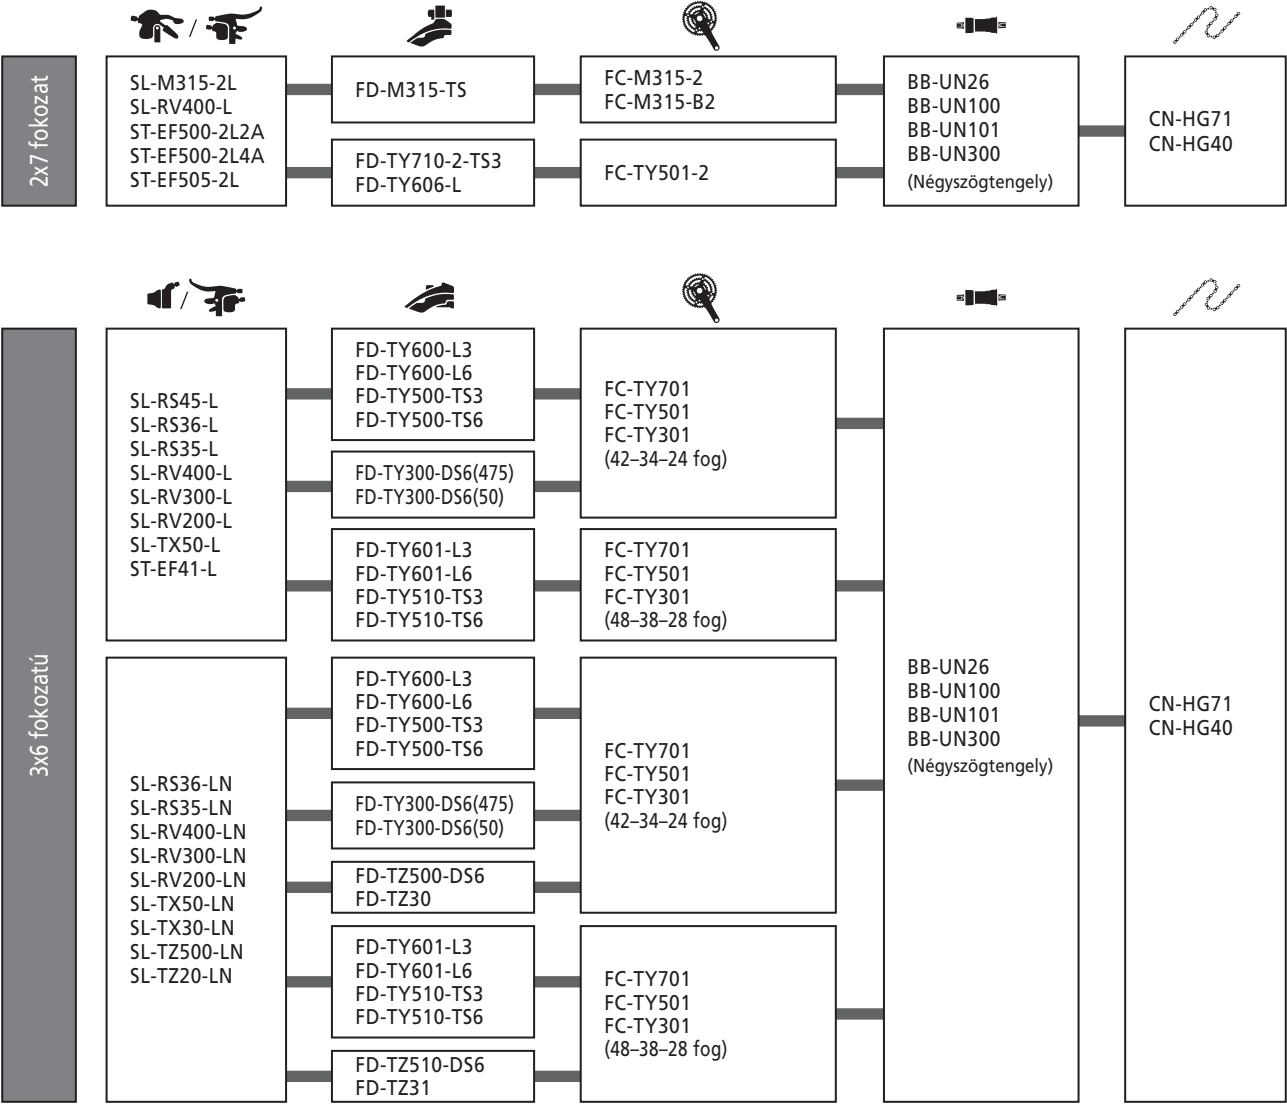 2x7 fokozat
/
SL-M315-2L
SL-RV400-L
ST-EF500-2L2A
ST-EF500-2L4A
ST-EF505-2L
FD-M315-TS
FD-TY710-2-TS3
FD-TY606-L
FC-M315-2
FC-M315-B2
FC-TY501-2
BB-UN26
BB-UN100
BB-UN101
BB-UN300
(Négyszögtengely)
CN-HG71
CN-HG40
3x6 fokozatú
/
SL-RS45-L
SL-RS36-L
SL-RS35-L
SL-RV400-L
SL-RV300-L
SL-RV200-L
SL-TX50-L
ST-EF41-L
FD-TY600-L3
FD-TY600-L6
FD-TY500-TS3
FD-TY500-TS6
FD-TY300-DS6(475)
FD-TY300-DS6(50)
FC-TY701
FC-TY501
FC-TY301
(42–34–24 fog)
FD-TY601-L3
FD-TY601-L6
FD-TY510-TS3
FD-TY510-TS6
FC-TY701
FC-TY501
FC-TY301
(48–38–28 fog)
SL-RS36-LN
SL-RS35-LN
SL-RV400-LN
SL-RV300-LN
SL-RV200-LN
SL-TX50-LN
SL-TX30-LN
SL-TZ500-LN
SL-TZ20-LN
FD-TY600-L3
FD-TY600-L6
FD-TY500-TS3
FD-TY500-TS6
FD-TY300-DS6(475)
FD-TY300-DS6(50)
FD-TZ500-DS6
FD-TZ30
FC-TY701
FC-TY501
FC-TY301
(42–34–24 fog)
FD-TY601-L3
FD-TY601-L6
FD-TY510-TS3
FD-TY510-TS6
FD-TZ510-DS6
FD-TZ31
FC-TY701
FC-TY501
FC-TY301
(48–38–28 fog)
BB-UN26
BB-UN100
BB-UN101
BB-UN300
(Négyszögtengely)
CN-HG71
CN-HG40